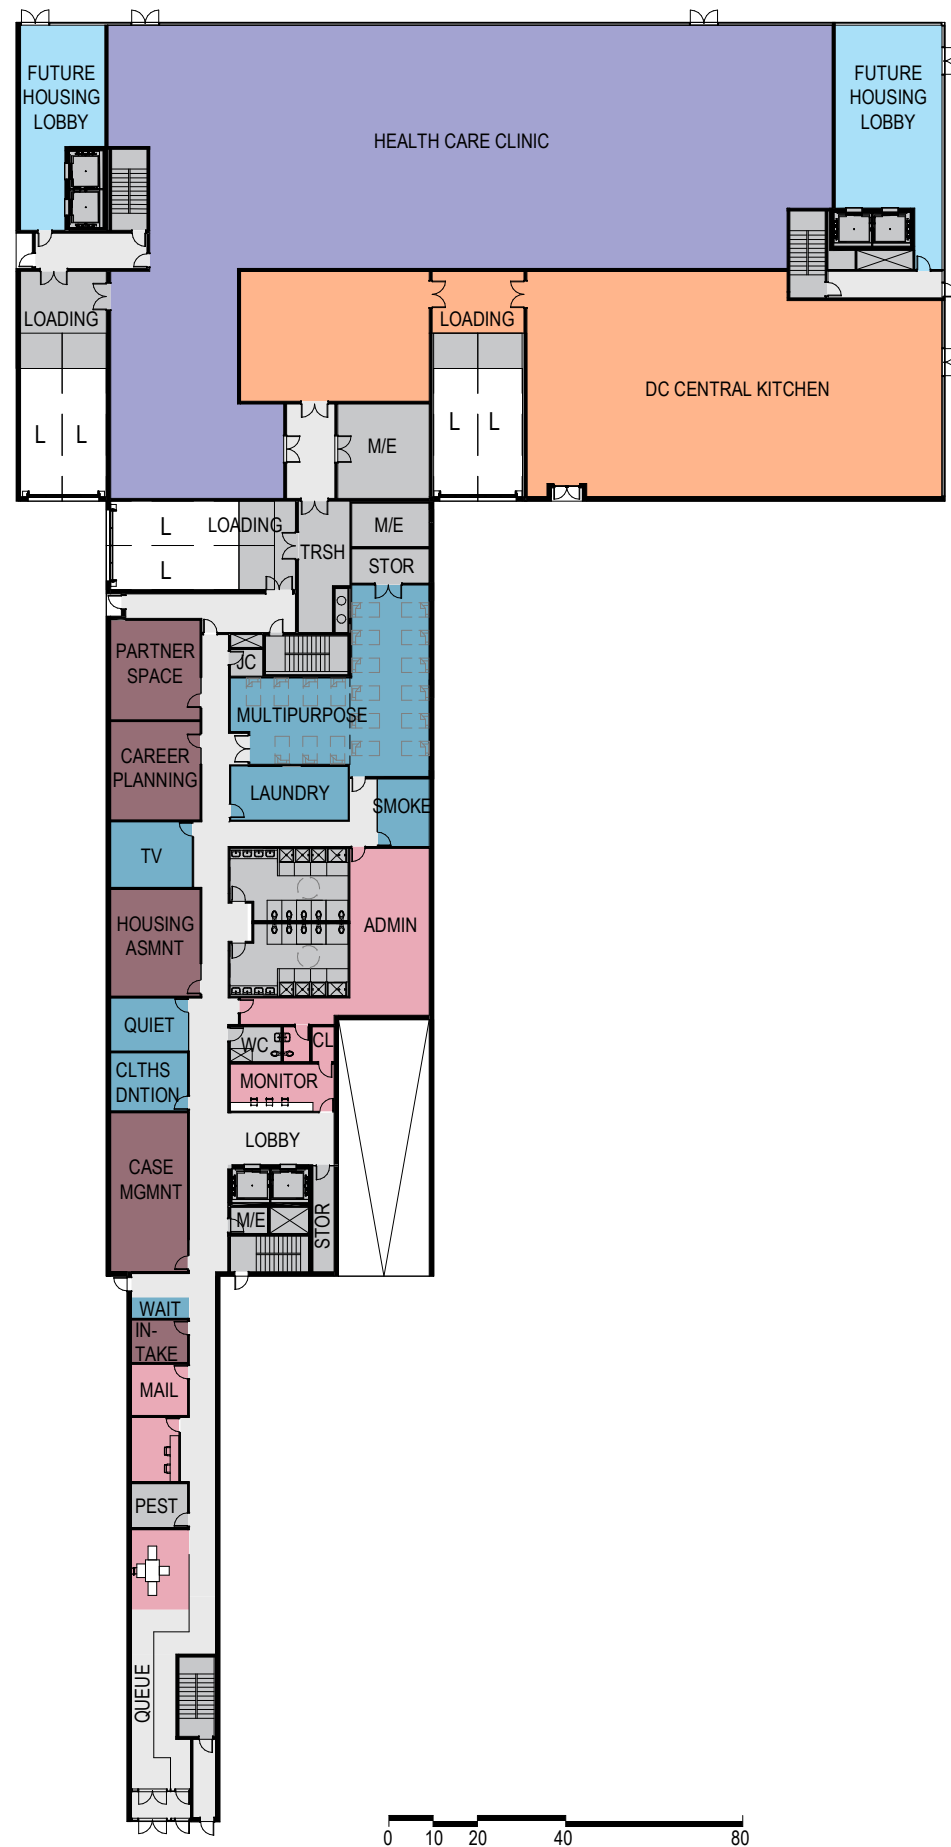 FUTURE
HOUSING
LOBBY
HEALTH CARE CLINIC
FUTURE
HOUSING
LOBBY
LOADING
LOADING
DC CENTRAL KITCHEN
L L
L L
M/E
LOADING
L
L
TRSH
M/E
STOR
PARTNER
SPACE
JC
MULTIPURPOSE
CAREER
PLANNING
LAUNDRY
SMOKE
TV
HOUSING
ASMNT
ADMIN
QUIET
WC
CL
CLTHS
DNTION
MONITOR
LOBBY
CASE
MGMNT
M/E
STOR
WAIT
IN-
TAKE
MAIL
PEST
QUEUE
0 10 20 40 80